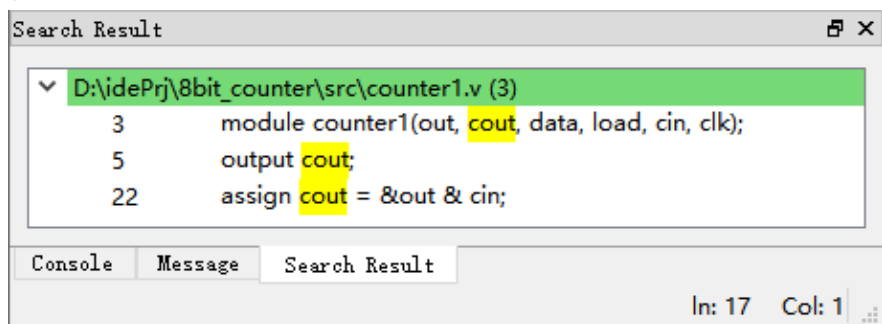 Search Result
D:\idePrj\8bit_counter\src\counter1.v (3)
3 module counter1(out, cout, data, load, cin, clk);
5 output cout;
22 assign cout = &out & cin;
Console Message Search Result
ln: 17 Col: 1